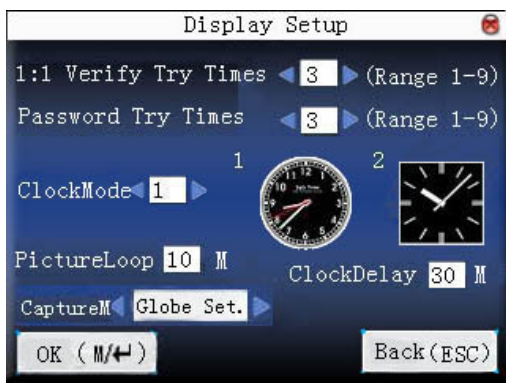 Display Setup
1:1 Verify Try Times 3 (Range 1-9)
Password Try Times 3 (Range 1-9)
1 2
ClockMode 1
PictureLoop 10 M
ClockDelay 30 M
CaptureM Globe Set.
OK ( M/↵ ) Back(ESC)